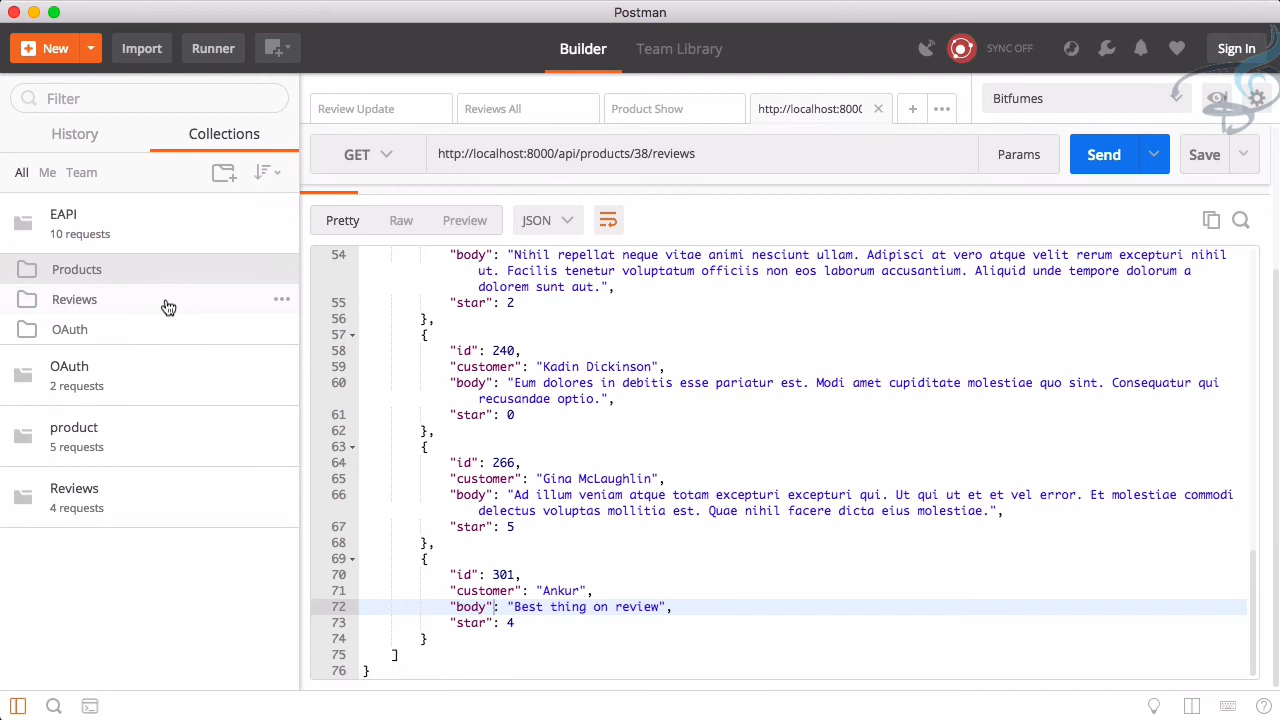 Postman
New
Import
Runner
Builder
Team Library
SYNC OFF
Sign In
Filter
History
Collections
All Me Team
EAPI
10 requests
Products
Reviews
OAuth
OAuth
2 requests
product
5 requests
Reviews
4 requests
Review Update
Reviews All
Product Show
http://localhost:8000
Bitfumes
GET
http://localhost:8000/api/products/38/reviews
Params
Send
Save
Pretty
Raw
Preview
JSON
54 "body": "Nihil repellat neque vitae animi nesciunt ullam. Adipisci at vero atque velit rerum excepturi nihil
ut. Facilis tenetur voluptatum officiis non eos laborum accusantium. Aliquid unde tempore dolorum a
dolorem sunt aut.",
55 "star": 2
56 },
57 {
58 "id": 240,
59 "customer": "Kadin Dickinson",
60 "body": "Eum dolores in debitis esse pariatur est. Modi amet cupiditate molestiae quo sint. Consequatur qui
recusandae optio.",
61 "star": 0
62 },
63 {
64 "id": 266,
65 "customer": "Gina McLaughlin",
66 "body": "Ad illum veniam atque totam excepturi excepturi qui. Ut qui ut et et vel error. Et molestiae commodi
delectus voluptas mollitia est. Quae nihil facere dicta eius molestiae.",
67 "star": 5
68 },
69 {
70 "id": 301,
71 "customer": "Ankur",
72 "body": "Best thing on review",
73 "star": 4
74 }
75 ]
76 }